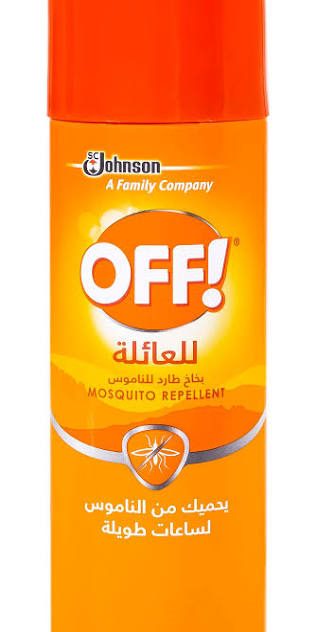 SC Johnson
A Family Company
OFF!®
للعائلة
بخاخ طارد للناموس
MOSQUITO REPELLENT
يحميك من الناموس
لساعات طويلة